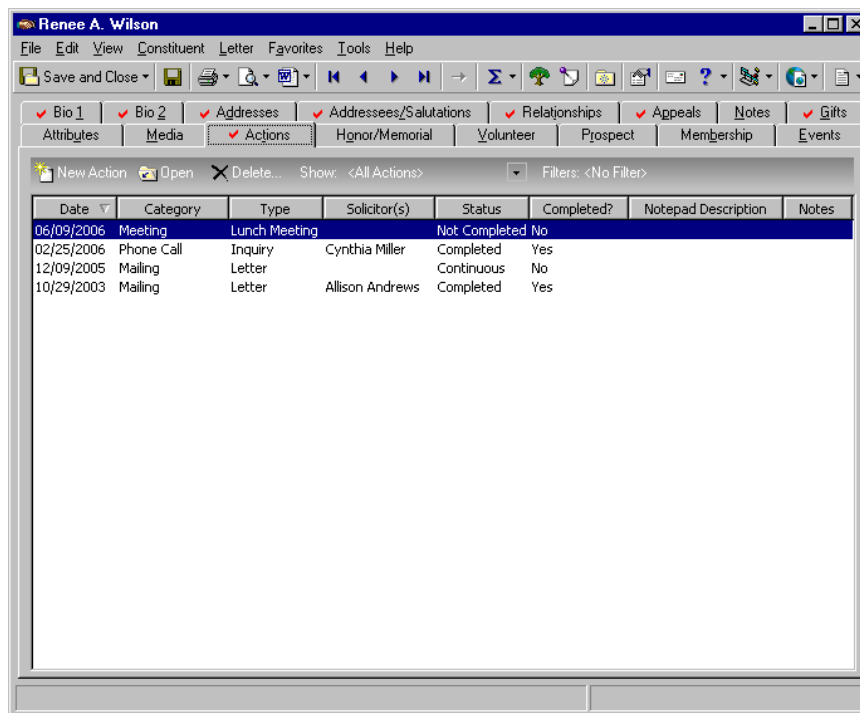 Renee A. Wilson
File Edit View Constituent Letter Favorites Tools Help
Save and Close
Bio 1 Bio 2 Addresses Addressees/Salutations Relationships Appeals Notes Gifts
Attributes Media Actions Honor/Memorial Volunteer Prospect Membership Events
New Action Open Delete... Show: <All Actions> Filters: <No Filter>
Date Category Type Solicitor(s) Status Completed? Notepad Description Notes
06/09/2006 Meeting Lunch Meeting Not Completed No
02/25/2006 Phone Call Inquiry Cynthia Miller Completed Yes
12/09/2005 Mailing Letter Continuous No
10/29/2003 Mailing Letter Allison Andrews Completed Yes